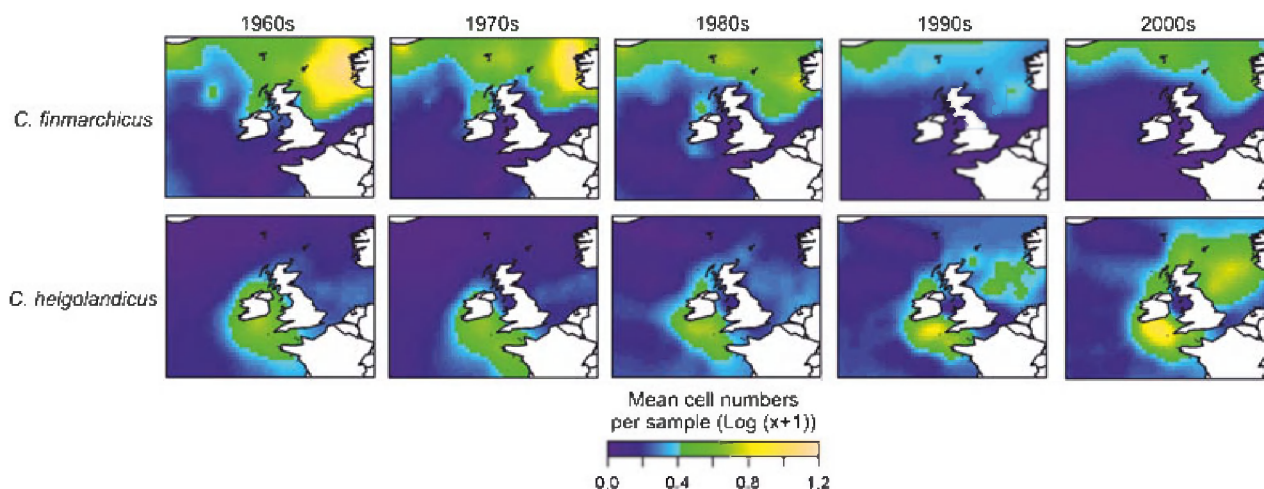 1960s 1970s 1980s 1990s 2000s
C. finmarchicus
C. helgolandicus
Mean cell numbers
per sample (Log (x+1))
0.0 0.4 0.8 1.2